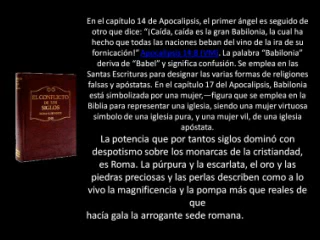 En el capítulo 14 de Apocalipsis, el primer ángel es seguido de
otro que dice: “¡Caída, caída es la gran Babilonia, la cual ha
hecho que todas las naciones beban del vino de la ira de su
fornicación!” Apocalipsis 14:8 (VM). La palabra “Babilonia”
deriva de “Babel” y significa confusión. Se emplea en las
Santas Escrituras para designar las varias formas de religiones
falsas y apóstatas. En el capítulo 17 del Apocalipsis, Babilonia
está simbolizada por una mujer,—figura que se emplea en la
Biblia para representar una iglesia, siendo una mujer virtuosa
símbolo de una iglesia pura, y una mujer vil, de una iglesia
apóstata.
La potencia que por tantos siglos dominó con
despotismo sobre los monarcas de la cristiandad,
es Roma. La púrpura y la escarlata, el oro y las
piedras preciosas y las perlas describen como a lo
vivo la magnificencia y la pompa más que reales de
que
hacía gala la arrogante sede romana.
EL CONFLICTO
DE LOS
SIGLOS